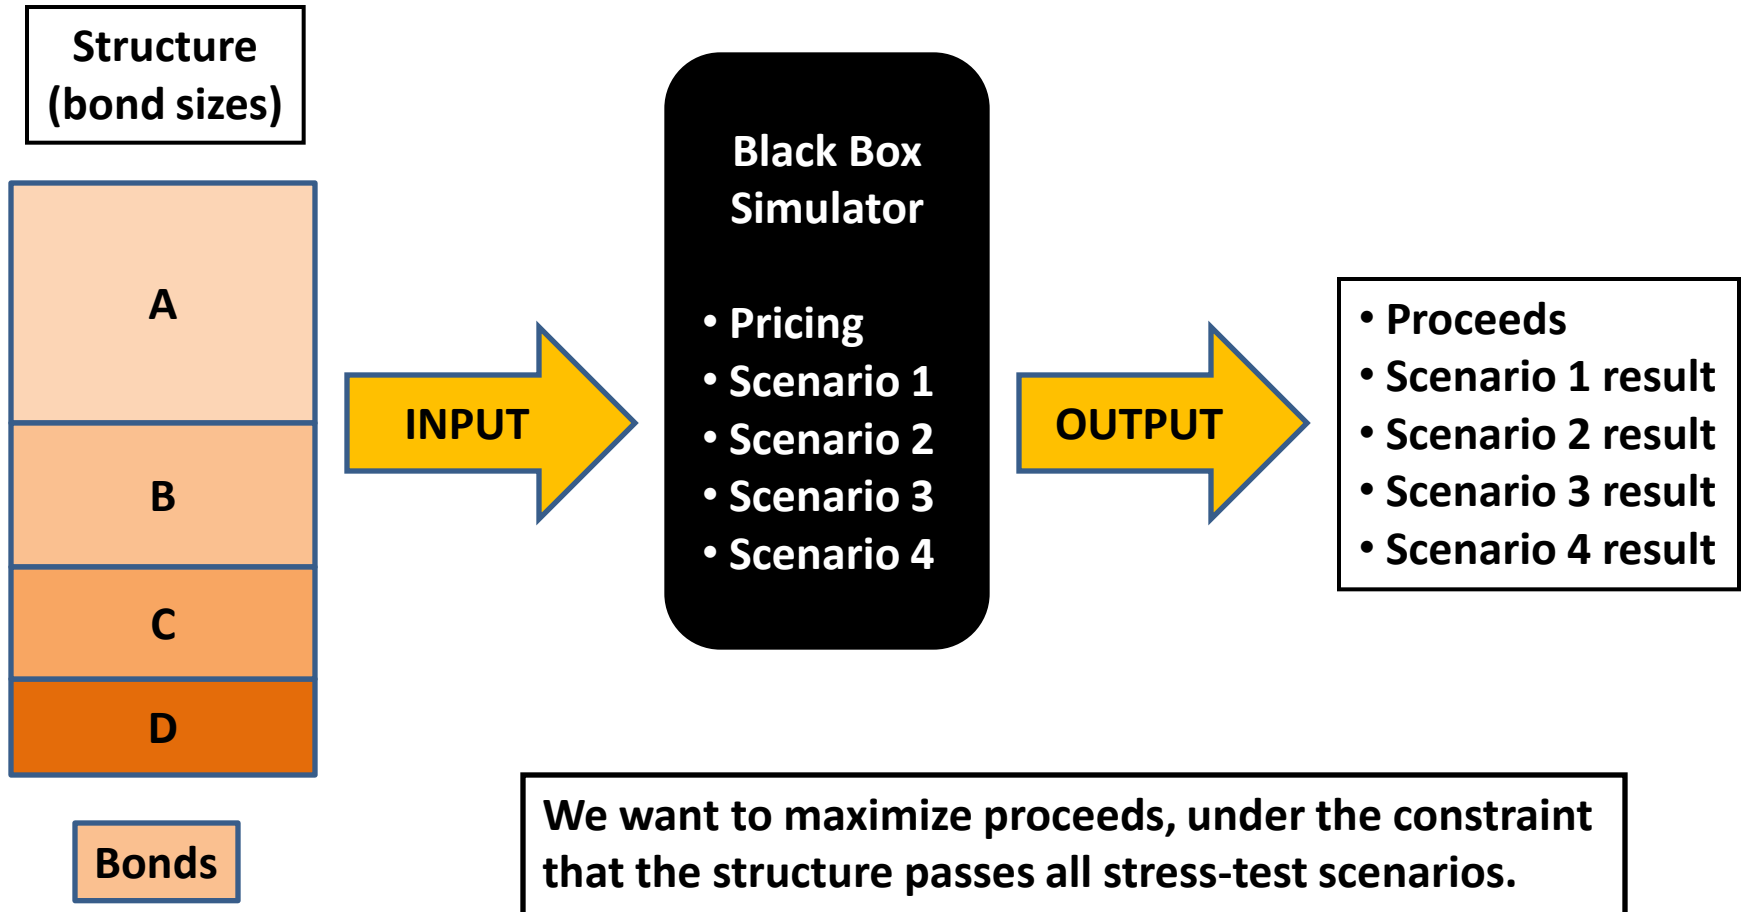 Structure
(bond sizes)
A
B
C
D
Bonds
INPUT
Black Box
Simulator
• Pricing
• Scenario 1
• Scenario 2
• Scenario 3
• Scenario 4
OUTPUT
• Proceeds
• Scenario 1 result
• Scenario 2 result
• Scenario 3 result
• Scenario 4 result
We want to maximize proceeds, under the constraint
that the structure passes all stress-test scenarios.